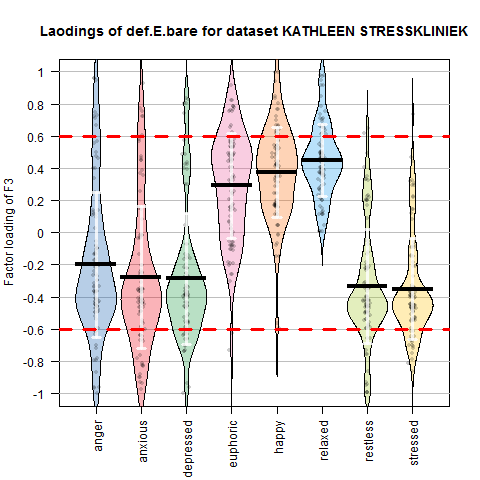 Laodings of def.E.bare for dataset KATHLEEN STRESSKLINIEK
Factor loading of F3
1
0.8
0.6
0.4
0.2
0
-0.2
-0.4
-0.6
-0.8
-1
anger
anxious
depressed
euphoric
happy
relaxed
restless
stressed